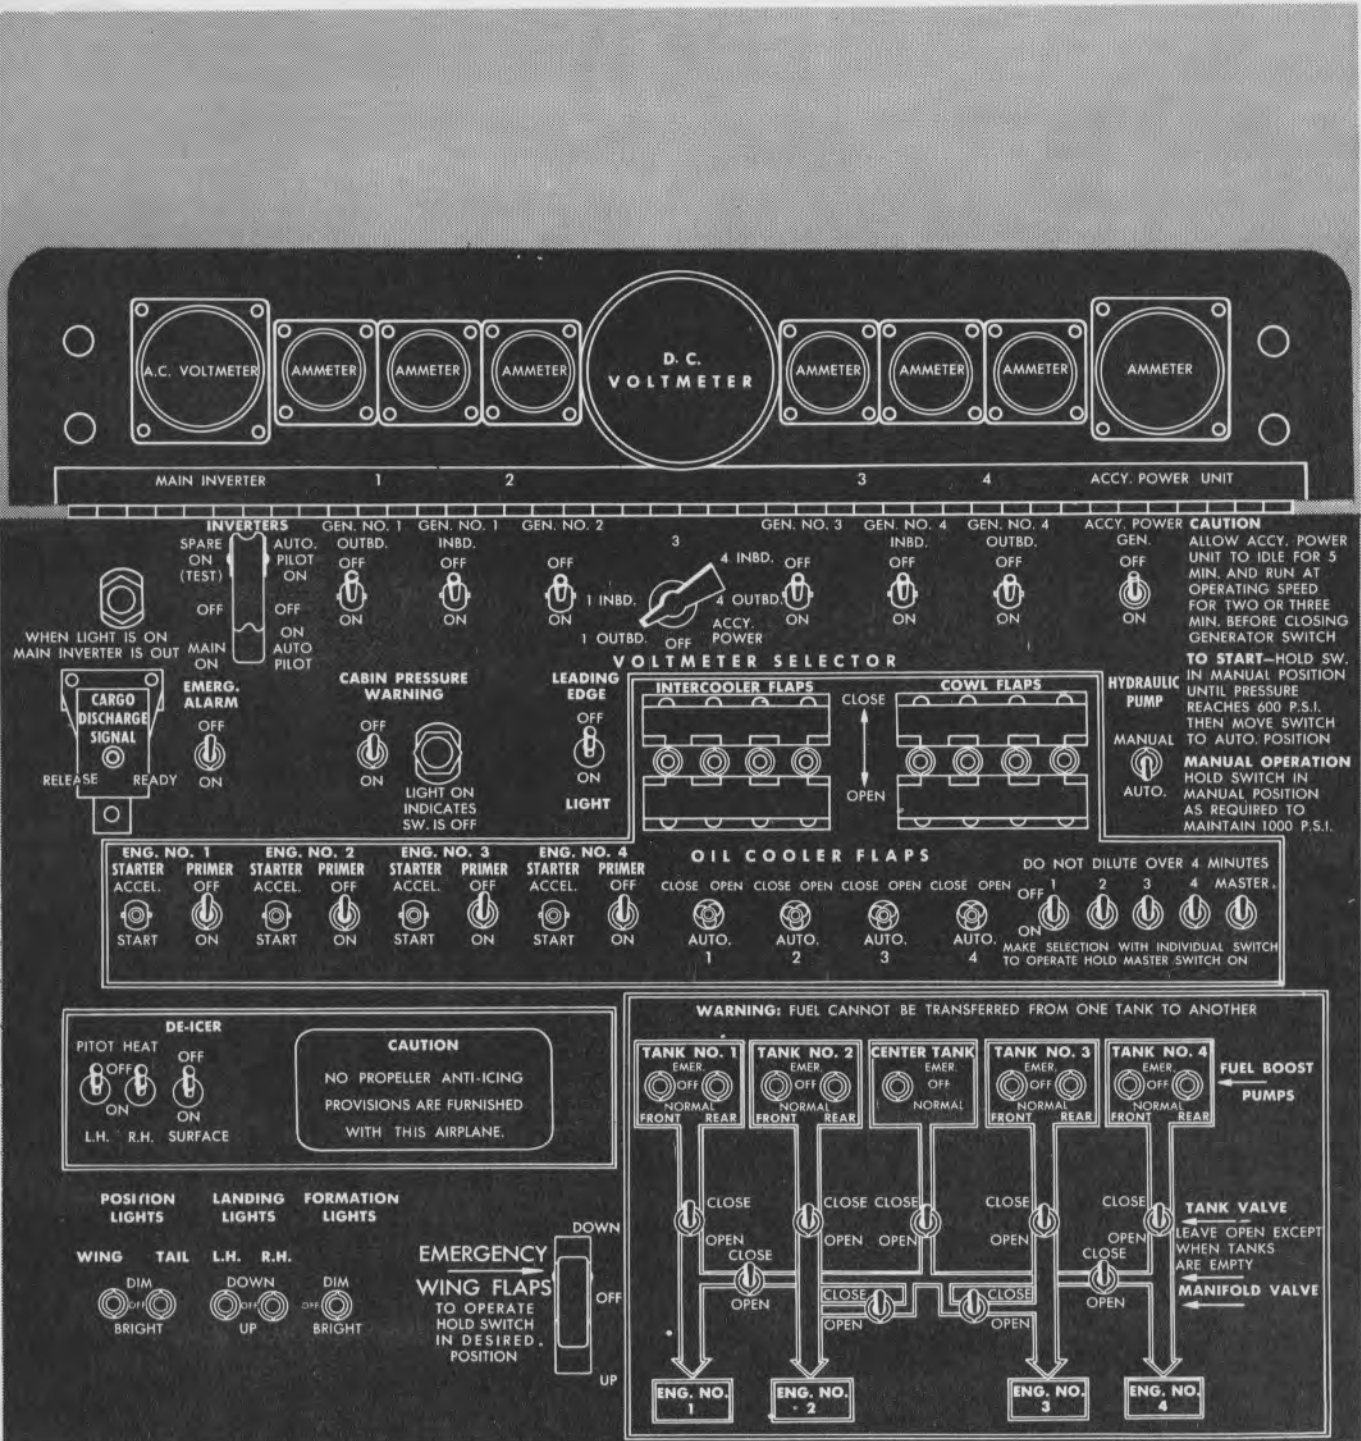 A.C. VOLTMETER
AMMETER
AMMETER
AMMETER
D. C.
VOLTMETER
AMMETER
AMMETER
AMMETER
AMMETER
MAIN INVERTER
1
2
3
4
ACCY. POWER UNIT
INVERTERS
SPARE
ON
(TEST)
AUTO.
PILOT
ON
OFF
OFF
MAIN
ON
ON
AUTO
PILOT
WHEN LIGHT IS ON
MAIN INVERTER IS OUT
GEN. NO. 1
OUTBD.
OFF
ON
GEN. NO. 1
INBD.
OFF
ON
GEN. NO. 2
OFF
ON
3
4 INBD.
1 INBD.
4 OUTBD.
1 OUTBD.
OFF
ACCY.
POWER
VOLTMETER SELECTOR
GEN. NO. 3
OFF
ON
GEN. NO. 4
INBD.
OFF
ON
GEN. NO. 4
OUTBD.
OFF
ON
ACCY. POWER
GEN.
OFF
ON
CAUTION
ALLOW ACCY. POWER
UNIT TO IDLE FOR 5
MIN. AND RUN AT
OPERATING SPEED
FOR TWO OR THREE
MIN. BEFORE CLOSING
GENERATOR SWITCH
TO START—HOLD SW.
IN MANUAL POSITION
UNTIL PRESSURE
REACHES 600 P.S.I.
THEN MOVE SWITCH
TO AUTO. POSITION
MANUAL OPERATION
HOLD SWITCH IN
MANUAL POSITION
AS REQUIRED TO
MAINTAIN 1000 P.S.I.
HYDRAULIC
PUMP
MANUAL
AUTO.
CARGO
DISCHARGE
SIGNAL
RELEASE
READY
EMERG.
ALARM
OFF
ON
CABIN PRESSURE
WARNING
OFF
ON
LIGHT ON
INDICATES
SW. IS OFF
LEADING
EDGE
OFF
ON
LIGHT
INTERCOOLER FLAPS
CLOSE
OPEN
COWL FLAPS
ENG. NO. 1
STARTER PRIMER
ACCEL. OFF
START ON
ENG. NO. 2
STARTER PRIMER
ACCEL. OFF
START ON
ENG. NO. 3
STARTER PRIMER
ACCEL. OFF
START ON
ENG. NO. 4
STARTER PRIMER
ACCEL. OFF
START ON
OIL COOLER FLAPS
CLOSE OPEN CLOSE OPEN CLOSE OPEN CLOSE OPEN
AUTO. AUTO. AUTO. AUTO.
1 2 3 4
DO NOT DILUTE OVER 4 MINUTES
OFF 1 2 3 4 MASTER.
ON
MAKE SELECTION WITH INDIVIDUAL SWITCH
TO OPERATE HOLD MASTER SWITCH ON
DE-ICER
PITOT HEAT
OFF
OFF
ON
ON
L.H. R.H. SURFACE
CAUTION
NO PROPELLER ANTI-ICING
PROVISIONS ARE FURNISHED
WITH THIS AIRPLANE.
POSITION
LIGHTS
WING TAIL
DIM
OFF
BRIGHT
LANDING
LIGHTS
L.H. R.H.
DOWN
OFF
UP
FORMATION
LIGHTS
DIM
OFF
BRIGHT
EMERGENCY
WING FLAPS
TO OPERATE
HOLD SWITCH
IN DESIRED.
POSITION
DOWN
OFF
UP
WARNING: FUEL CANNOT BE TRANSFERRED FROM ONE TANK TO ANOTHER
TANK NO. 1
EMER.
OFF
NORMAL
FRONT REAR
TANK NO. 2
EMER.
OFF
NORMAL
FRONT REAR
CENTER TANK
EMER.
OFF
NORMAL
TANK NO. 3
EMER.
OFF
NORMAL
FRONT REAR
TANK NO. 4
EMER.
OFF
NORMAL
FRONT REAR
FUEL BOOST
PUMPS
CLOSE CLOSE CLOSE CLOSE CLOSE
OPEN OPEN OPEN OPEN OPEN
TANK VALVE
LEAVE OPEN EXCEPT
WHEN TANKS
ARE EMPTY
MANIFOLD VALVE
CLOSE
OPEN
CLOSE
OPEN
CLOSE
OPEN
CLOSE
OPEN
ENG. NO.
1
ENG. NO.
2
ENG. NO.
3
ENG. NO.
4